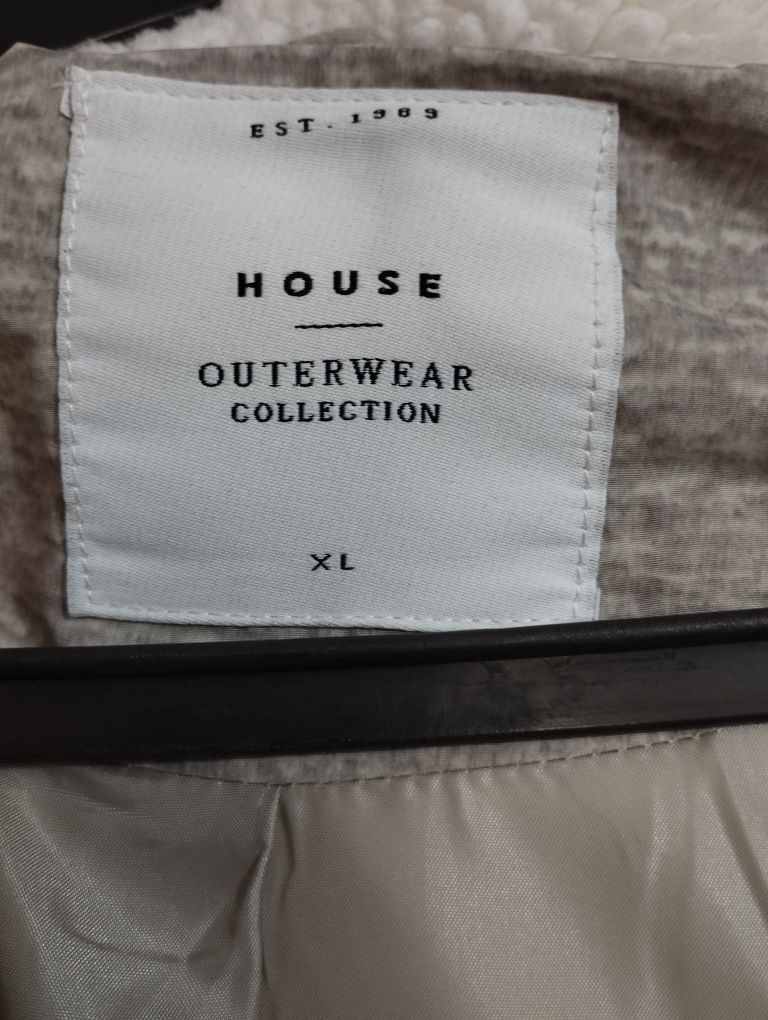 EST. 1989
HOUSE
OUTERWEAR
COLLECTION
XL